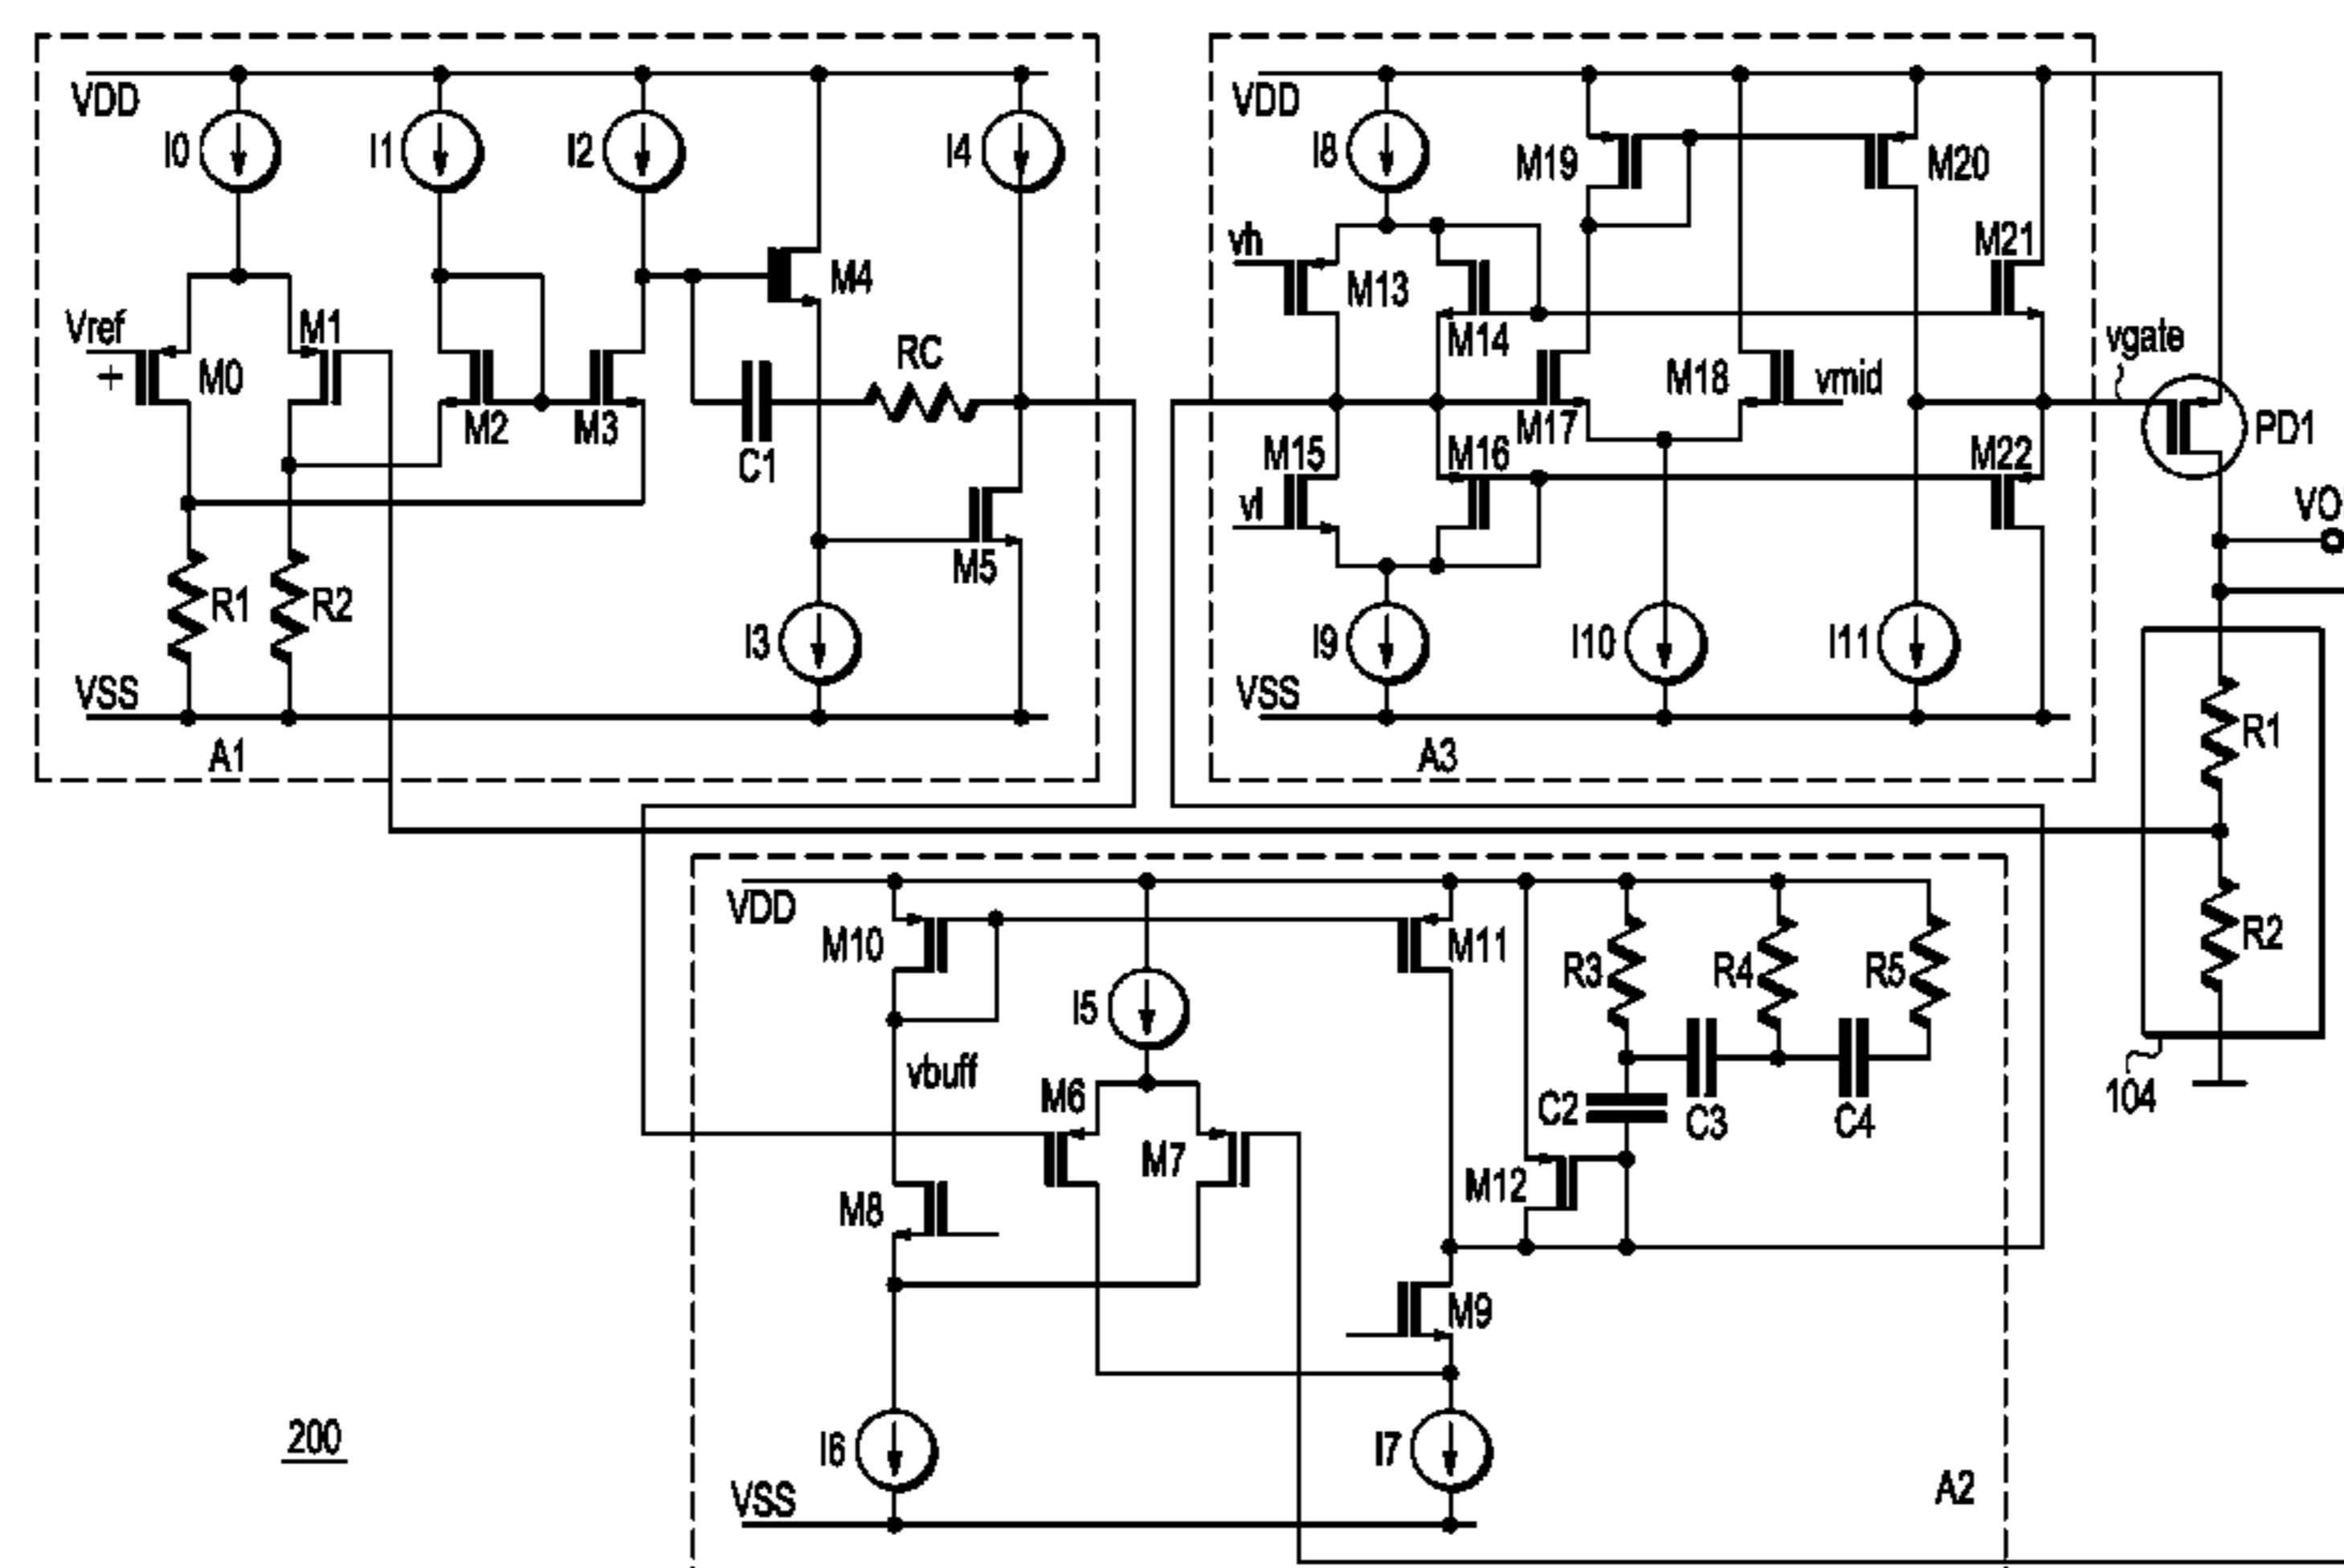 VDD
I0
I1
I2
I4
Vref
+
M0
M1
M2
M3
M4
RC
C1
M5
R1
R2
I3
VSS
A1
VDD
I8
M19
M20
vh
M13
M14
M21
vgate
M17
M18
vmid
PD1
M15
M16
M22
vl
VO
I9
I10
I11
VSS
A3
R1
R2
104
VDD
M10
M11
I5
R3
R4
R5
vbuff
M6
C2
C3
C4
M7
M12
M8
M9
I6
I7
VSS
A2
200